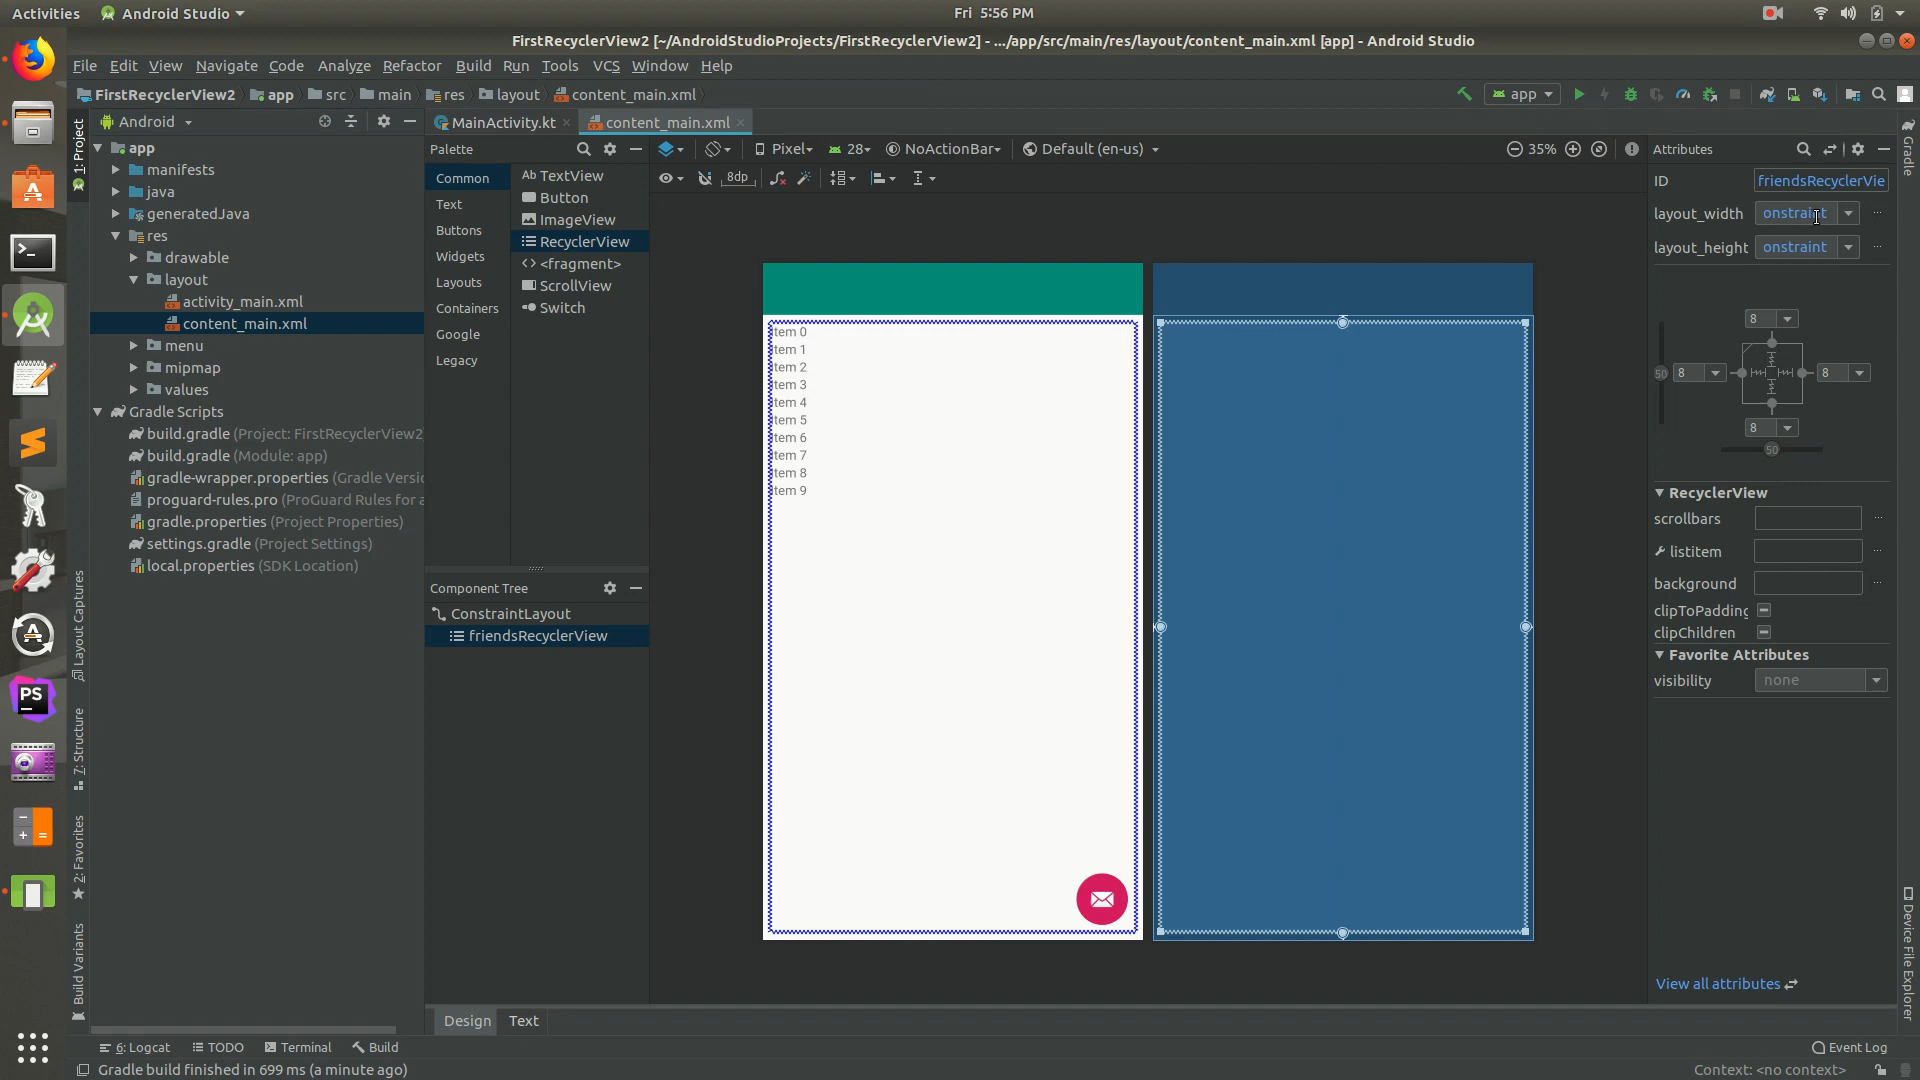 Activities Android Studio Fri 5:56 PM
FirstRecyclerView2 [~/AndroidStudioProjects/FirstRecyclerView2] - .../app/src/main/res/layout/content_main.xml [app] - Android Studio
File Edit View Navigate Code Analyze Refactor Build Run Tools VCS Window Help
FirstRecyclerView2 app src main res layout content_main.xml app
Android MainActivity.kt content_main.xml
1: Project
Layout Captures
7: Structure
2: Favorites
Build Variants
app
manifests
java
generatedJava
res
drawable
layout
activity_main.xml
content_main.xml
menu
mipmap
values
Gradle Scripts
build.gradle (Project: FirstRecyclerView2
build.gradle (Module: app)
gradle-wrapper.properties (Gradle Versio
proguard-rules.pro (ProGuard Rules for a
gradle.properties (Project Properties)
settings.gradle (Project Settings)
local.properties (SDK Location)
Palette
Common
Text
Buttons
Widgets
Layouts
Containers
Google
Legacy
Ab TextView
Button
ImageView
RecyclerView
<fragment>
ScrollView
Switch
Component Tree
ConstraintLayout
friendsRecyclerView
Pixel 28 NoActionBar Default (en-us) 35%
8dp
Item 0
Item 1
Item 2
Item 3
Item 4
Item 5
Item 6
Item 7
Item 8
Item 9
Attributes
ID friendsRecyclerVie
layout_width onstraint
layout_height onstraint
8
50 8 8
8
50
RecyclerView
scrollbars
listitem
background
clipToPadding
clipChildren
Favorite Attributes
visibility none
View all attributes
Gradle
Device File Explorer
PS
Design Text
6: Logcat TODO Terminal Build Event Log
Gradle build finished in 699 ms (a minute ago) Context: <no context>